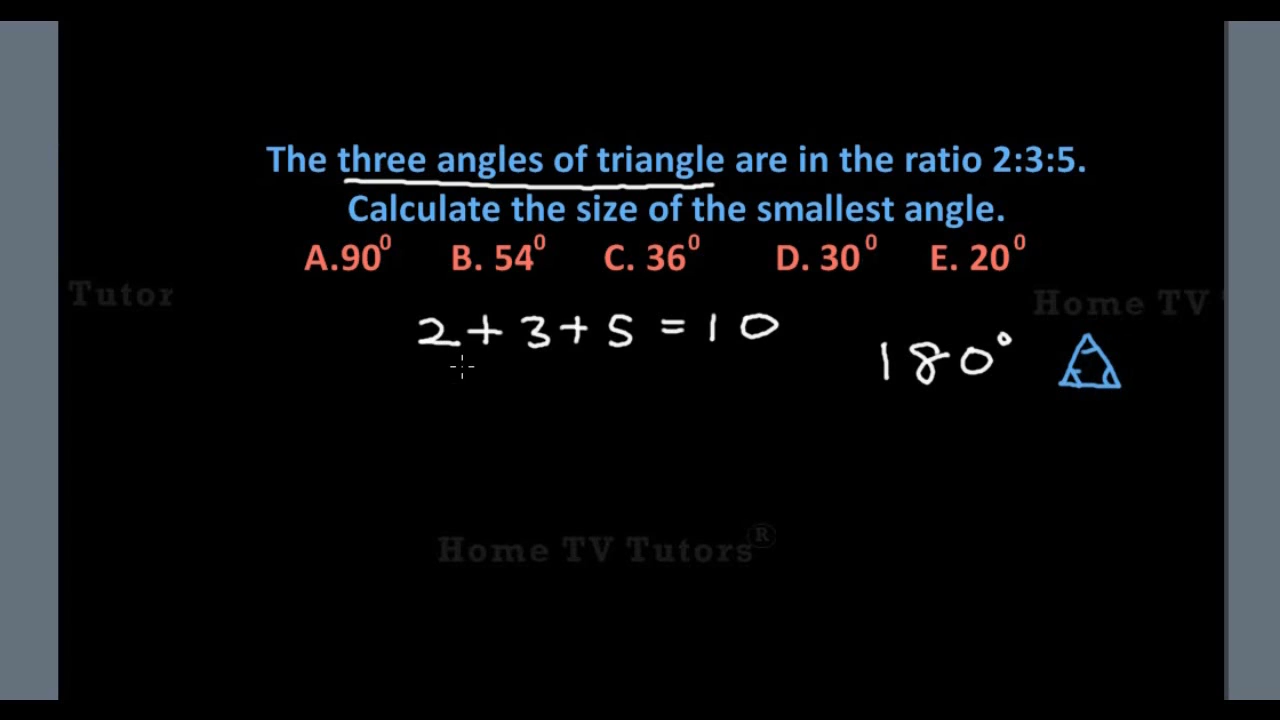 The three angles of triangle are in the ratio 2:3:5.
Calculate the size of the smallest angle.
A.90⁰ B. 54⁰ C. 36⁰ D. 30⁰ E. 20⁰
Tutor
Home TV T
2 + 3 + 5 = 10
180°
Home TV Tutors®